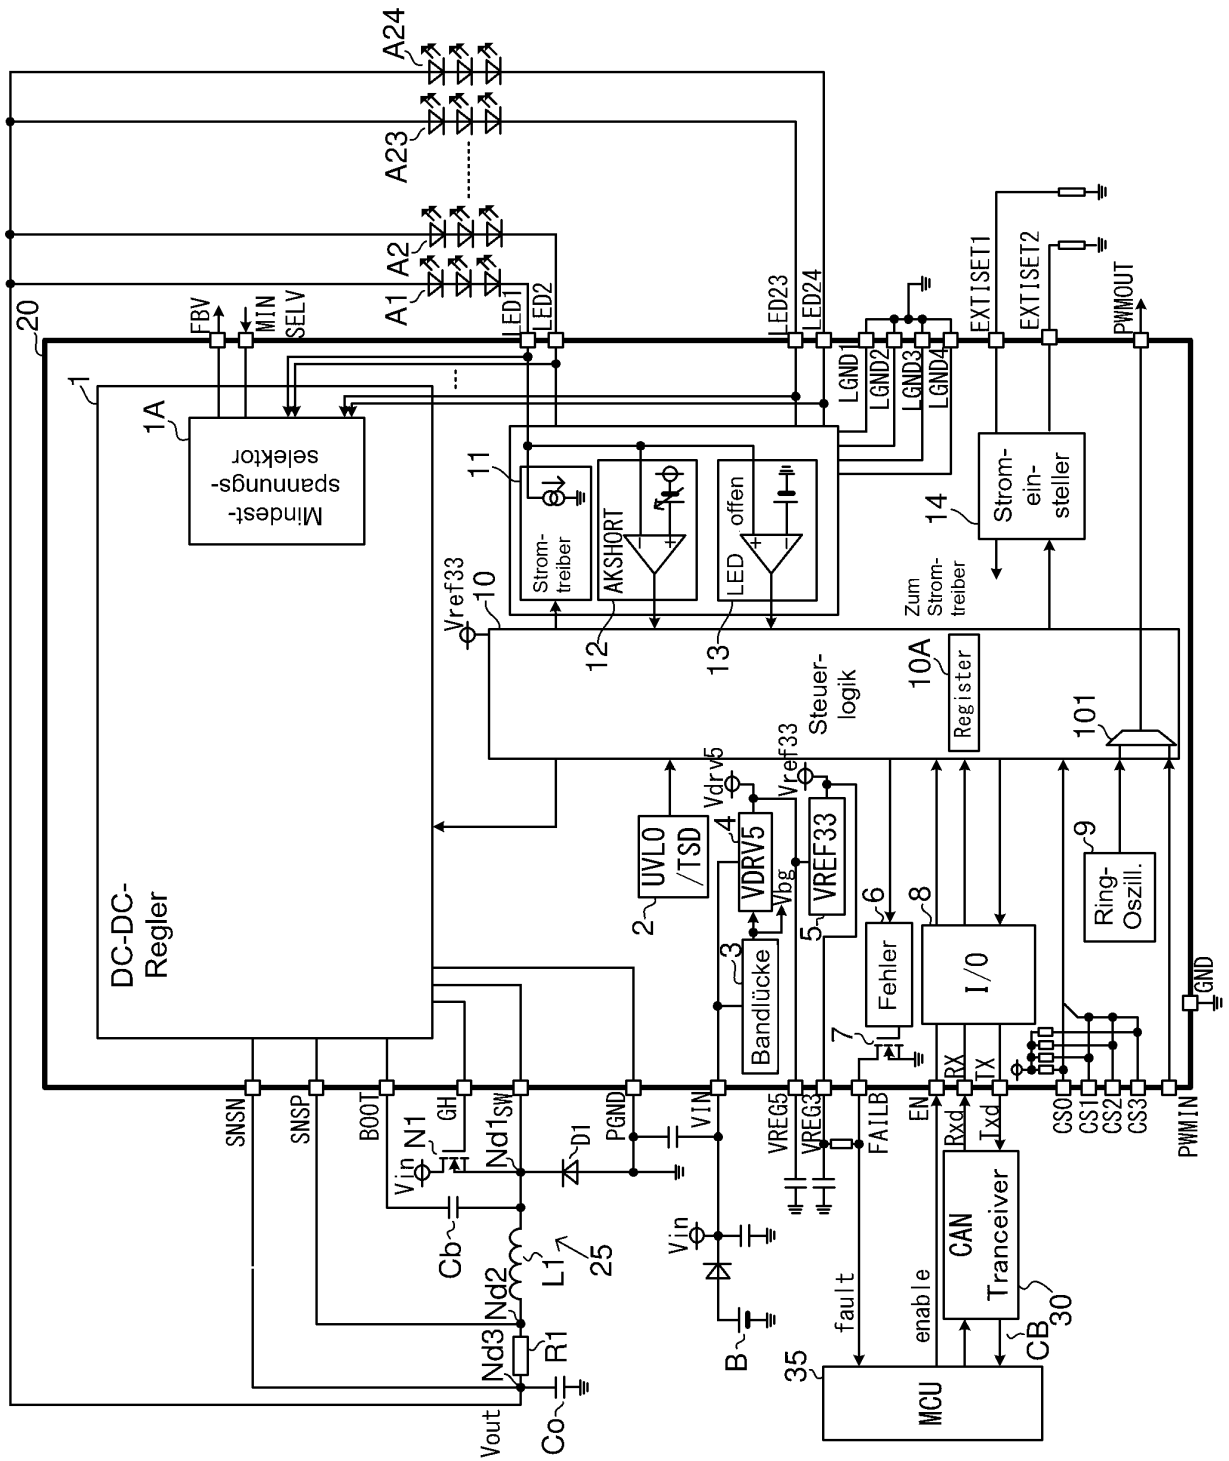 20
A1
A2
A23
A24
FBV
MIN
SELV
LED1
LED2
LED23
LED24
LGND1
LGND2
LGND3
LGND4
EXTISET1
EXTISET2
PWMOUT
1
DC-DC-
Regler
1A
Mindest-
spannungs-
selektor
11
Strom-
treiber
12
AKSHORT
13
LED offen
14
Strom-
ein-
steller
Zum
Strom-
treiber
Vref33
10
Steuer-
logik
10A
Register
101
2
UVLO
/TSD
3
Bandlücke
Vbg
4
VDRV5
Vdrv5
5
VREF33
Vref33
6
Fehler
7
8
I/O
9
Ring-
Oszill.
GND
SNSN
SNSP
BOOT
GH
SW
PGND
VIN
VREG5
VREG3
FAILB
EN
RX
TX
Rxd
Txd
CS0
CS1
CS2
CS3
PWMIN
Vin
N1
Nd1
D1
Cb
L1
25
Nd2
Nd3
R1
Vout
Co
Vin
B
fault
enable
CAN
Tranceiver
30
CB
35
MCU